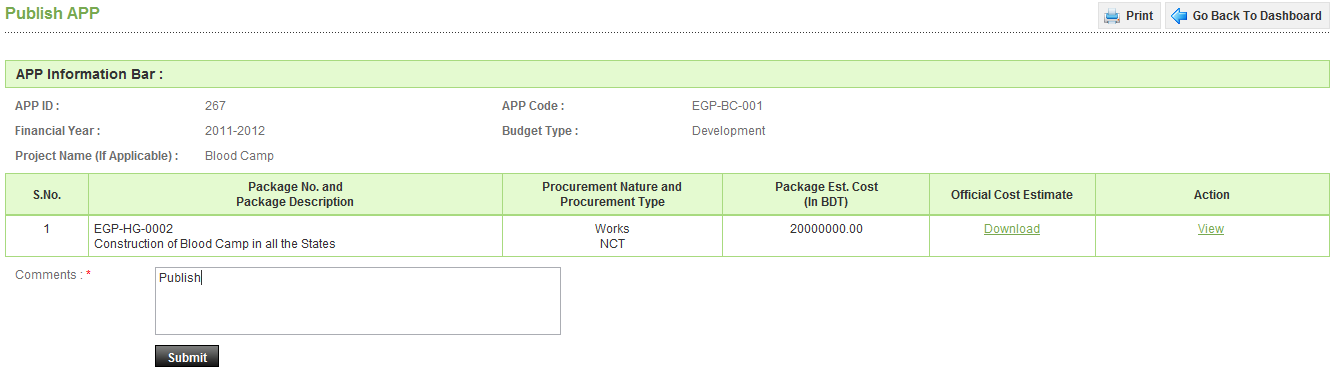 Publish APP
Print
Go Back To Dashboard
APP Information Bar :
APP ID : 267 APP Code : EGP-BC-001
Financial Year : 2011-2012 Budget Type : Development
Project Name (If Applicable) : Blood Camp
S.No.
Package No. and
Package Description
Procurement Nature and
Procurement Type
Package Est. Cost
(In BDT)
Official Cost Estimate
Action
1
EGP-HG-0002
Construction of Blood Camp in all the States
Works
NCT
20000000.00
Download
View
Comments : *
Publish
Submit